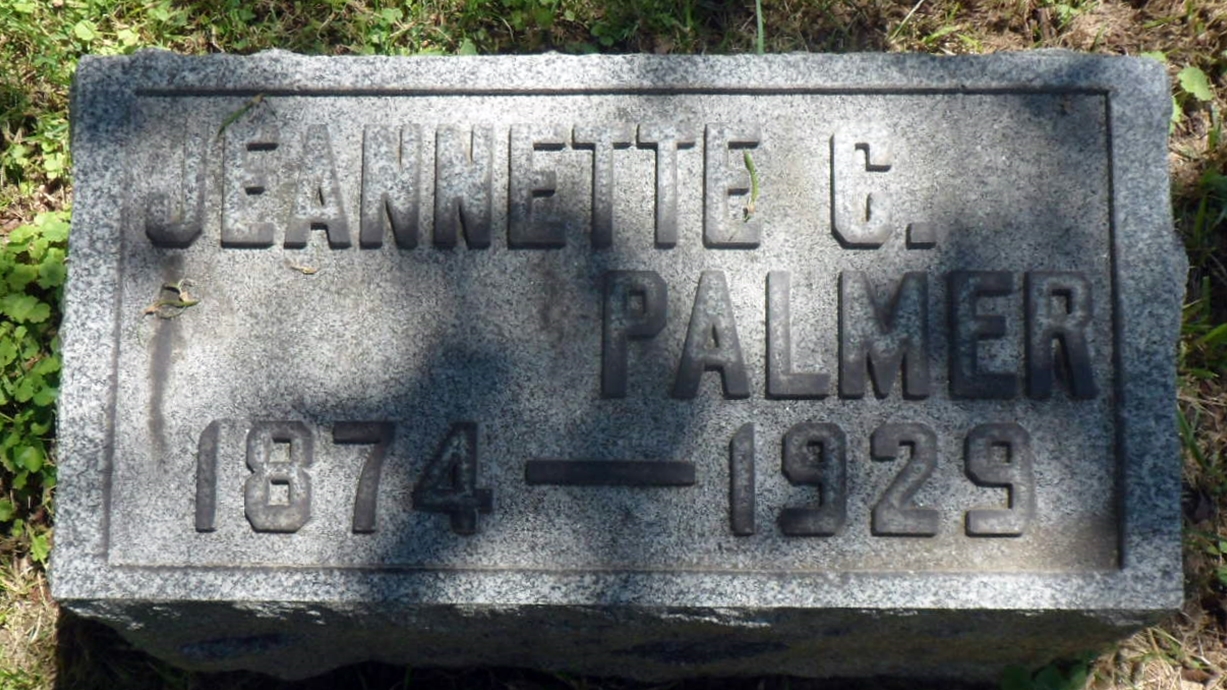 JEANNETTE G.
PALMER
1874 — 1929